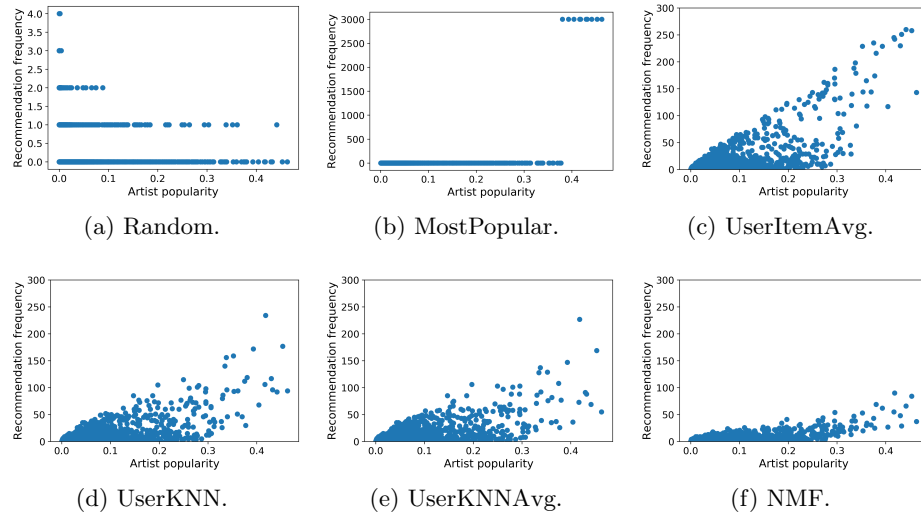 Recommendation frequency
4.0
3.5
3.0
2.5
2.0
1.5
1.0
0.5
0.0
0.0 0.1 0.2 0.3 0.4
Artist popularity
(a) Random.
Recommendation frequency
3000
2500
2000
1500
1000
500
0
0.0 0.1 0.2 0.3 0.4
Artist popularity
(b) MostPopular.
Recommendation frequency
300
250
200
150
100
50
0
0.0 0.1 0.2 0.3 0.4
Artist popularity
(c) UserItemAvg.
Recommendation frequency
300
250
200
150
100
50
0
0.0 0.1 0.2 0.3 0.4
Artist popularity
(d) UserKNN.
Recommendation frequency
300
250
200
150
100
50
0
0.0 0.1 0.2 0.3 0.4
Artist popularity
(e) UserKNNAvg.
Recommendation frequency
300
250
200
150
100
50
0
0.0 0.1 0.2 0.3 0.4
Artist popularity
(f) NMF.